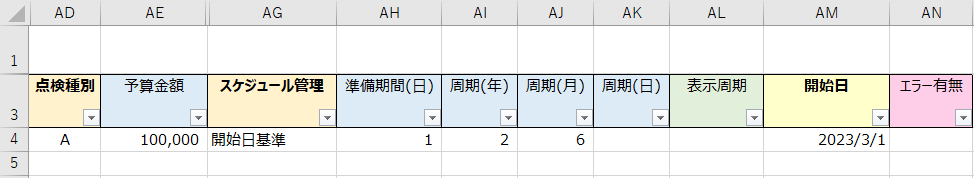 AD AE AG AH AI AJ AK AL AM AN
1
3 点検種別 予算金額 スケジュール管理 準備期間(日) 周期(年) 周期(月) 周期(日) 表示周期 開始日 エラー有無
4 A 100,000 開始日基準 1 2 6 2023/3/1
5